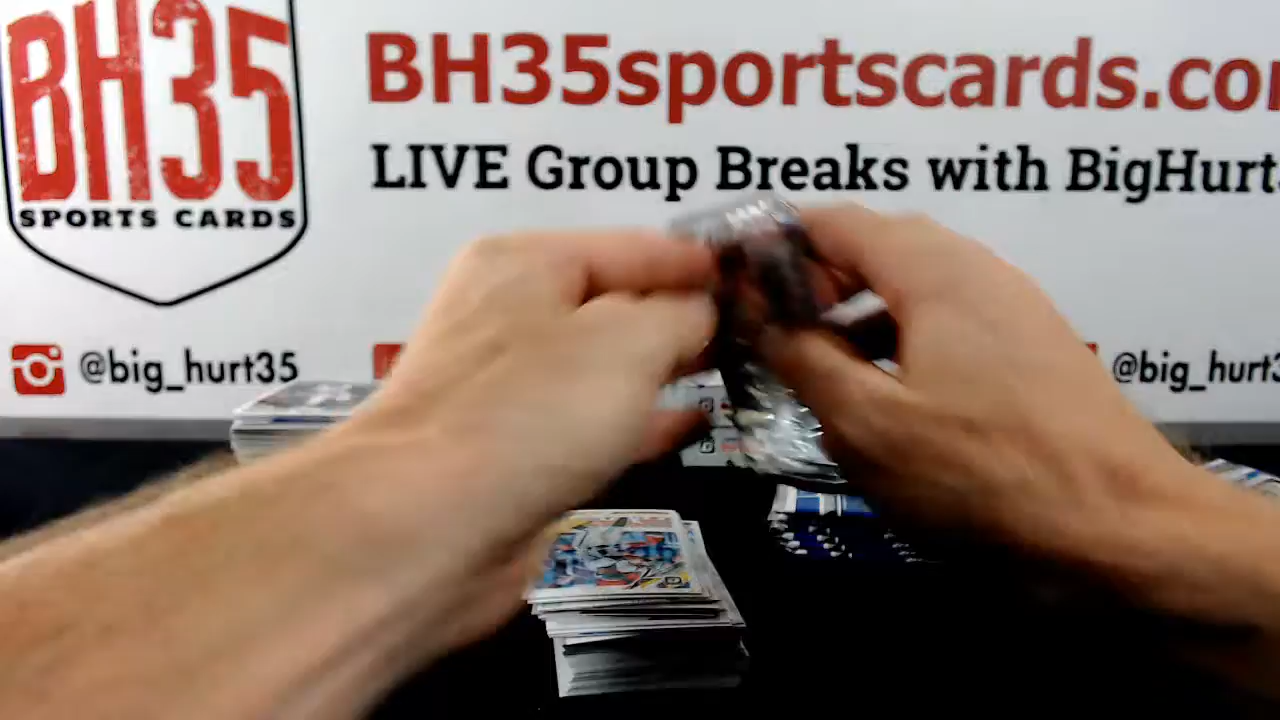 BH35
SPORTS CARDS
BH35sportscards.co
LIVE Group Breaks with BigHurt
@big_hurt35
@big_hurt3